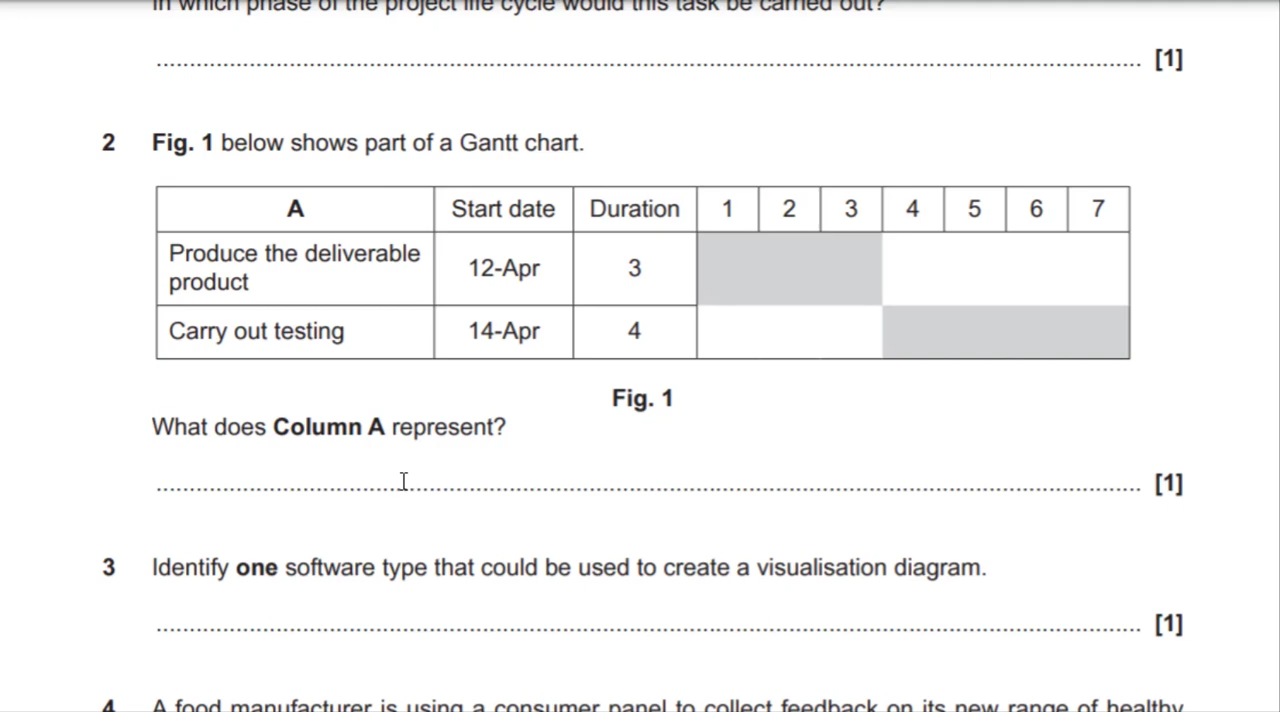 In which phase of the project life cycle would this task be carried out?
........................................................................................................................................................ [1]
2 Fig. 1 below shows part of a Gantt chart.
A Start date Duration 1 2 3 4 5 6 7
Produce the deliverable
product 12-Apr 3
Carry out testing 14-Apr 4
Fig. 1
What does Column A represent?
........................................................................................................................................................ [1]
3 Identify one software type that could be used to create a visualisation diagram.
........................................................................................................................................................ [1]
4 A food manufacturer is using a consumer panel to collect feedback on its new range of healthy